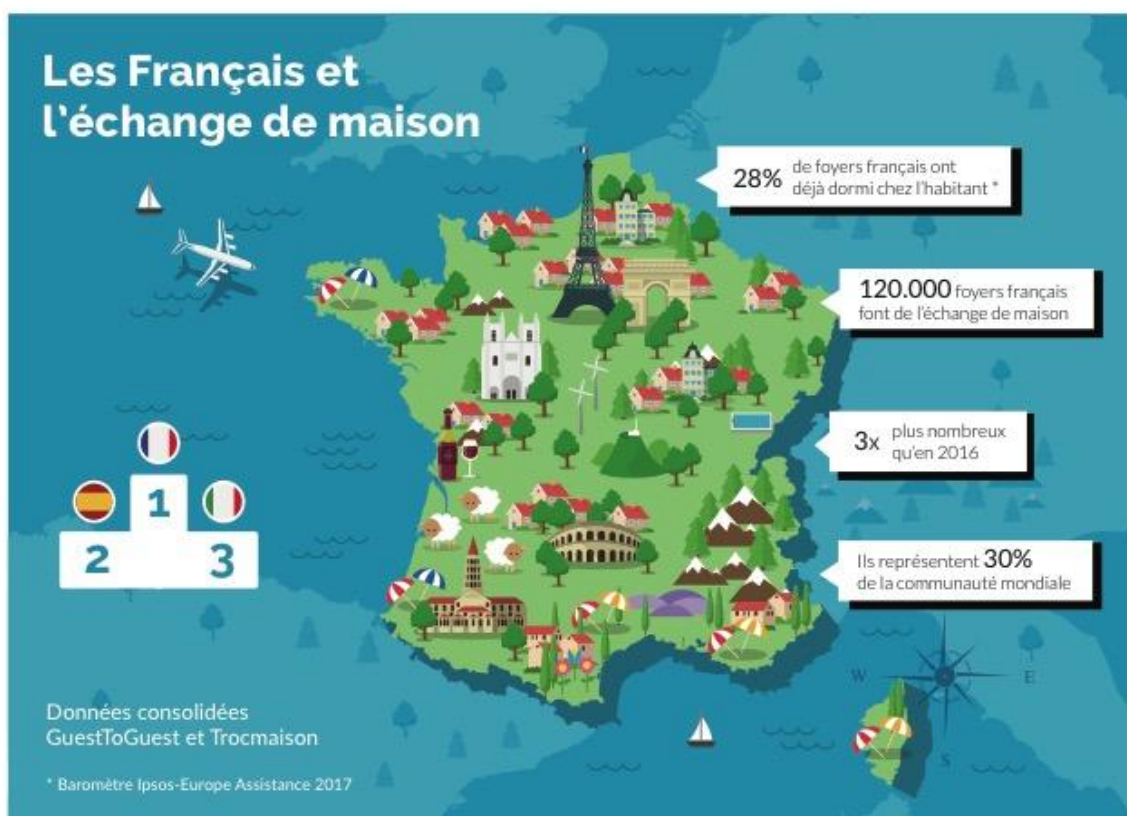 Les Français et
l'échange de maison
28% de foyers français ont
déjà dormi chez l'habitant *
120.000 foyers français
font de l'échange de maison
3x plus nombreux
qu'en 2016
Ils représentent 30%
de la communauté mondiale
1
2
3
W
E
S
Données consolidées
GuestToGuest et Trocmaison
* Baromètre Ipsos-Europe Assistance 2017